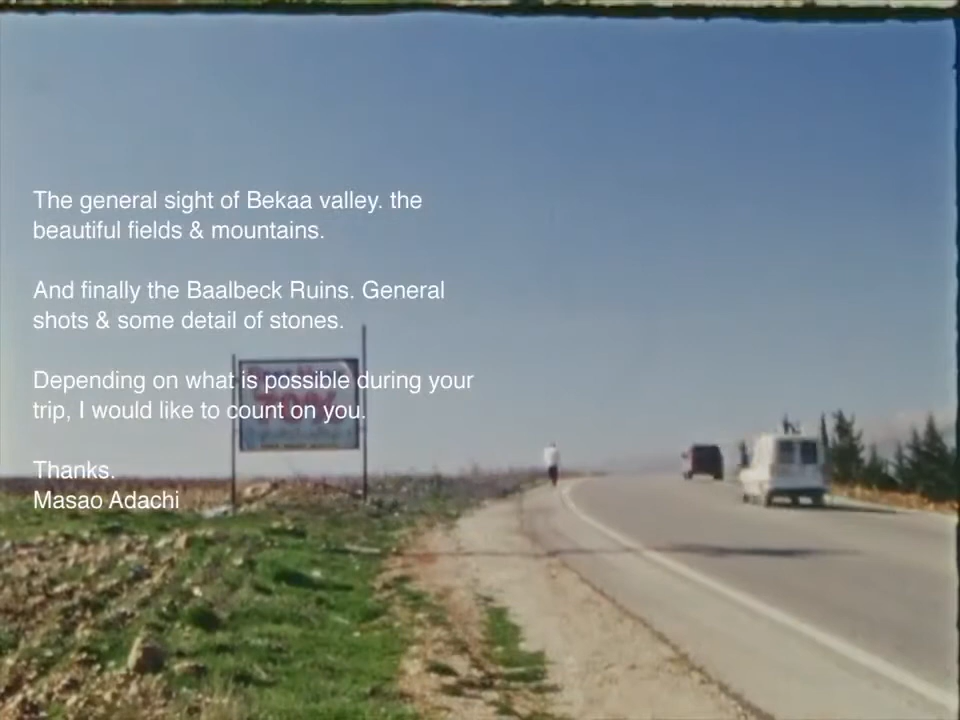 The general sight of Bekaa valley. the
beautiful fields & mountains.
And finally the Baalbeck Ruins. General
shots & some detail of stones.
Depending on what is possible during your
trip, I would like to count on you.
Thanks.
Masao Adachi